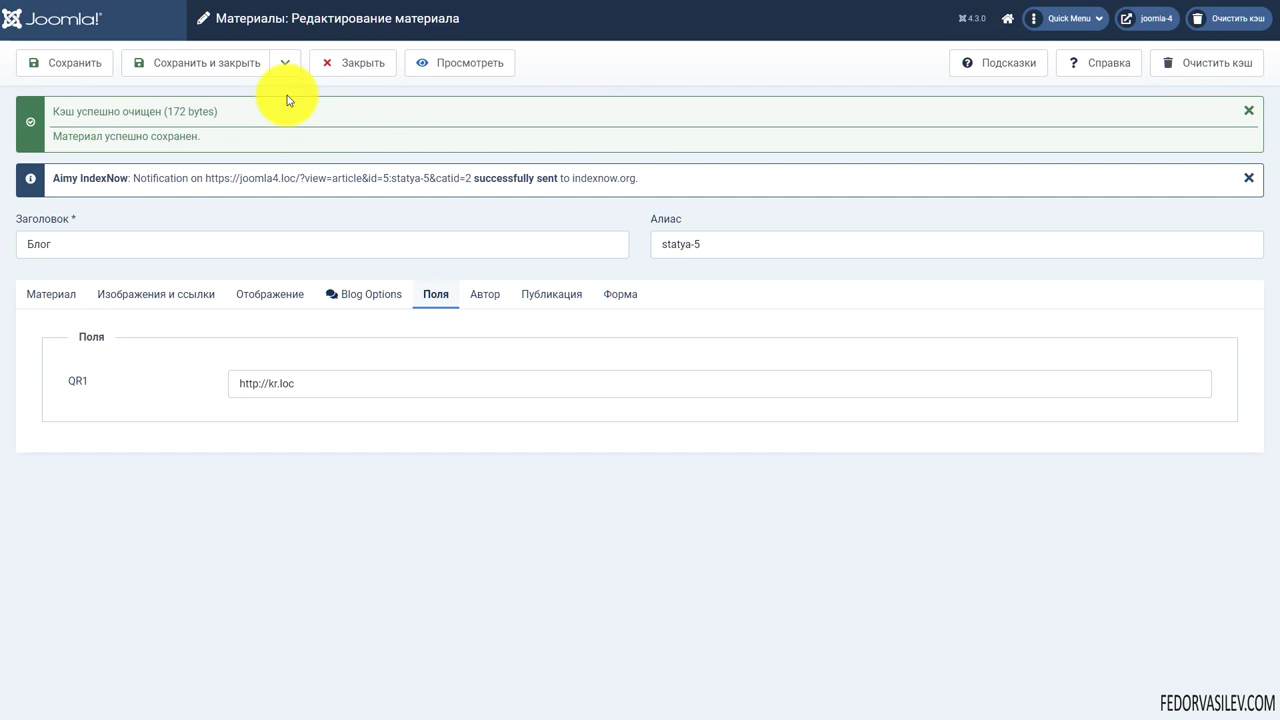 Joomla!® Материалы: Редактирование материала 4.3.0 Quick Menu joomla-4 Очистить кэш
Сохранить Сохранить и закрыть Закрыть Просмотреть Подсказки Справка Очистить кэш
Кэш успешно очищен (172 bytes)
Материал успешно сохранен.
Aimy IndexNow: Notification on https://joomla4.loc/?view=article&id=5:statya-5&catid=2 successfully sent to indexnow.org.
Заголовок * Алиас
Блог statya-5
Материал Изображения и ссылки Отображение Blog Options Поля Автор Публикация Форма
Поля
QR1 http://kr.loc
FEDORVASILEV.COM